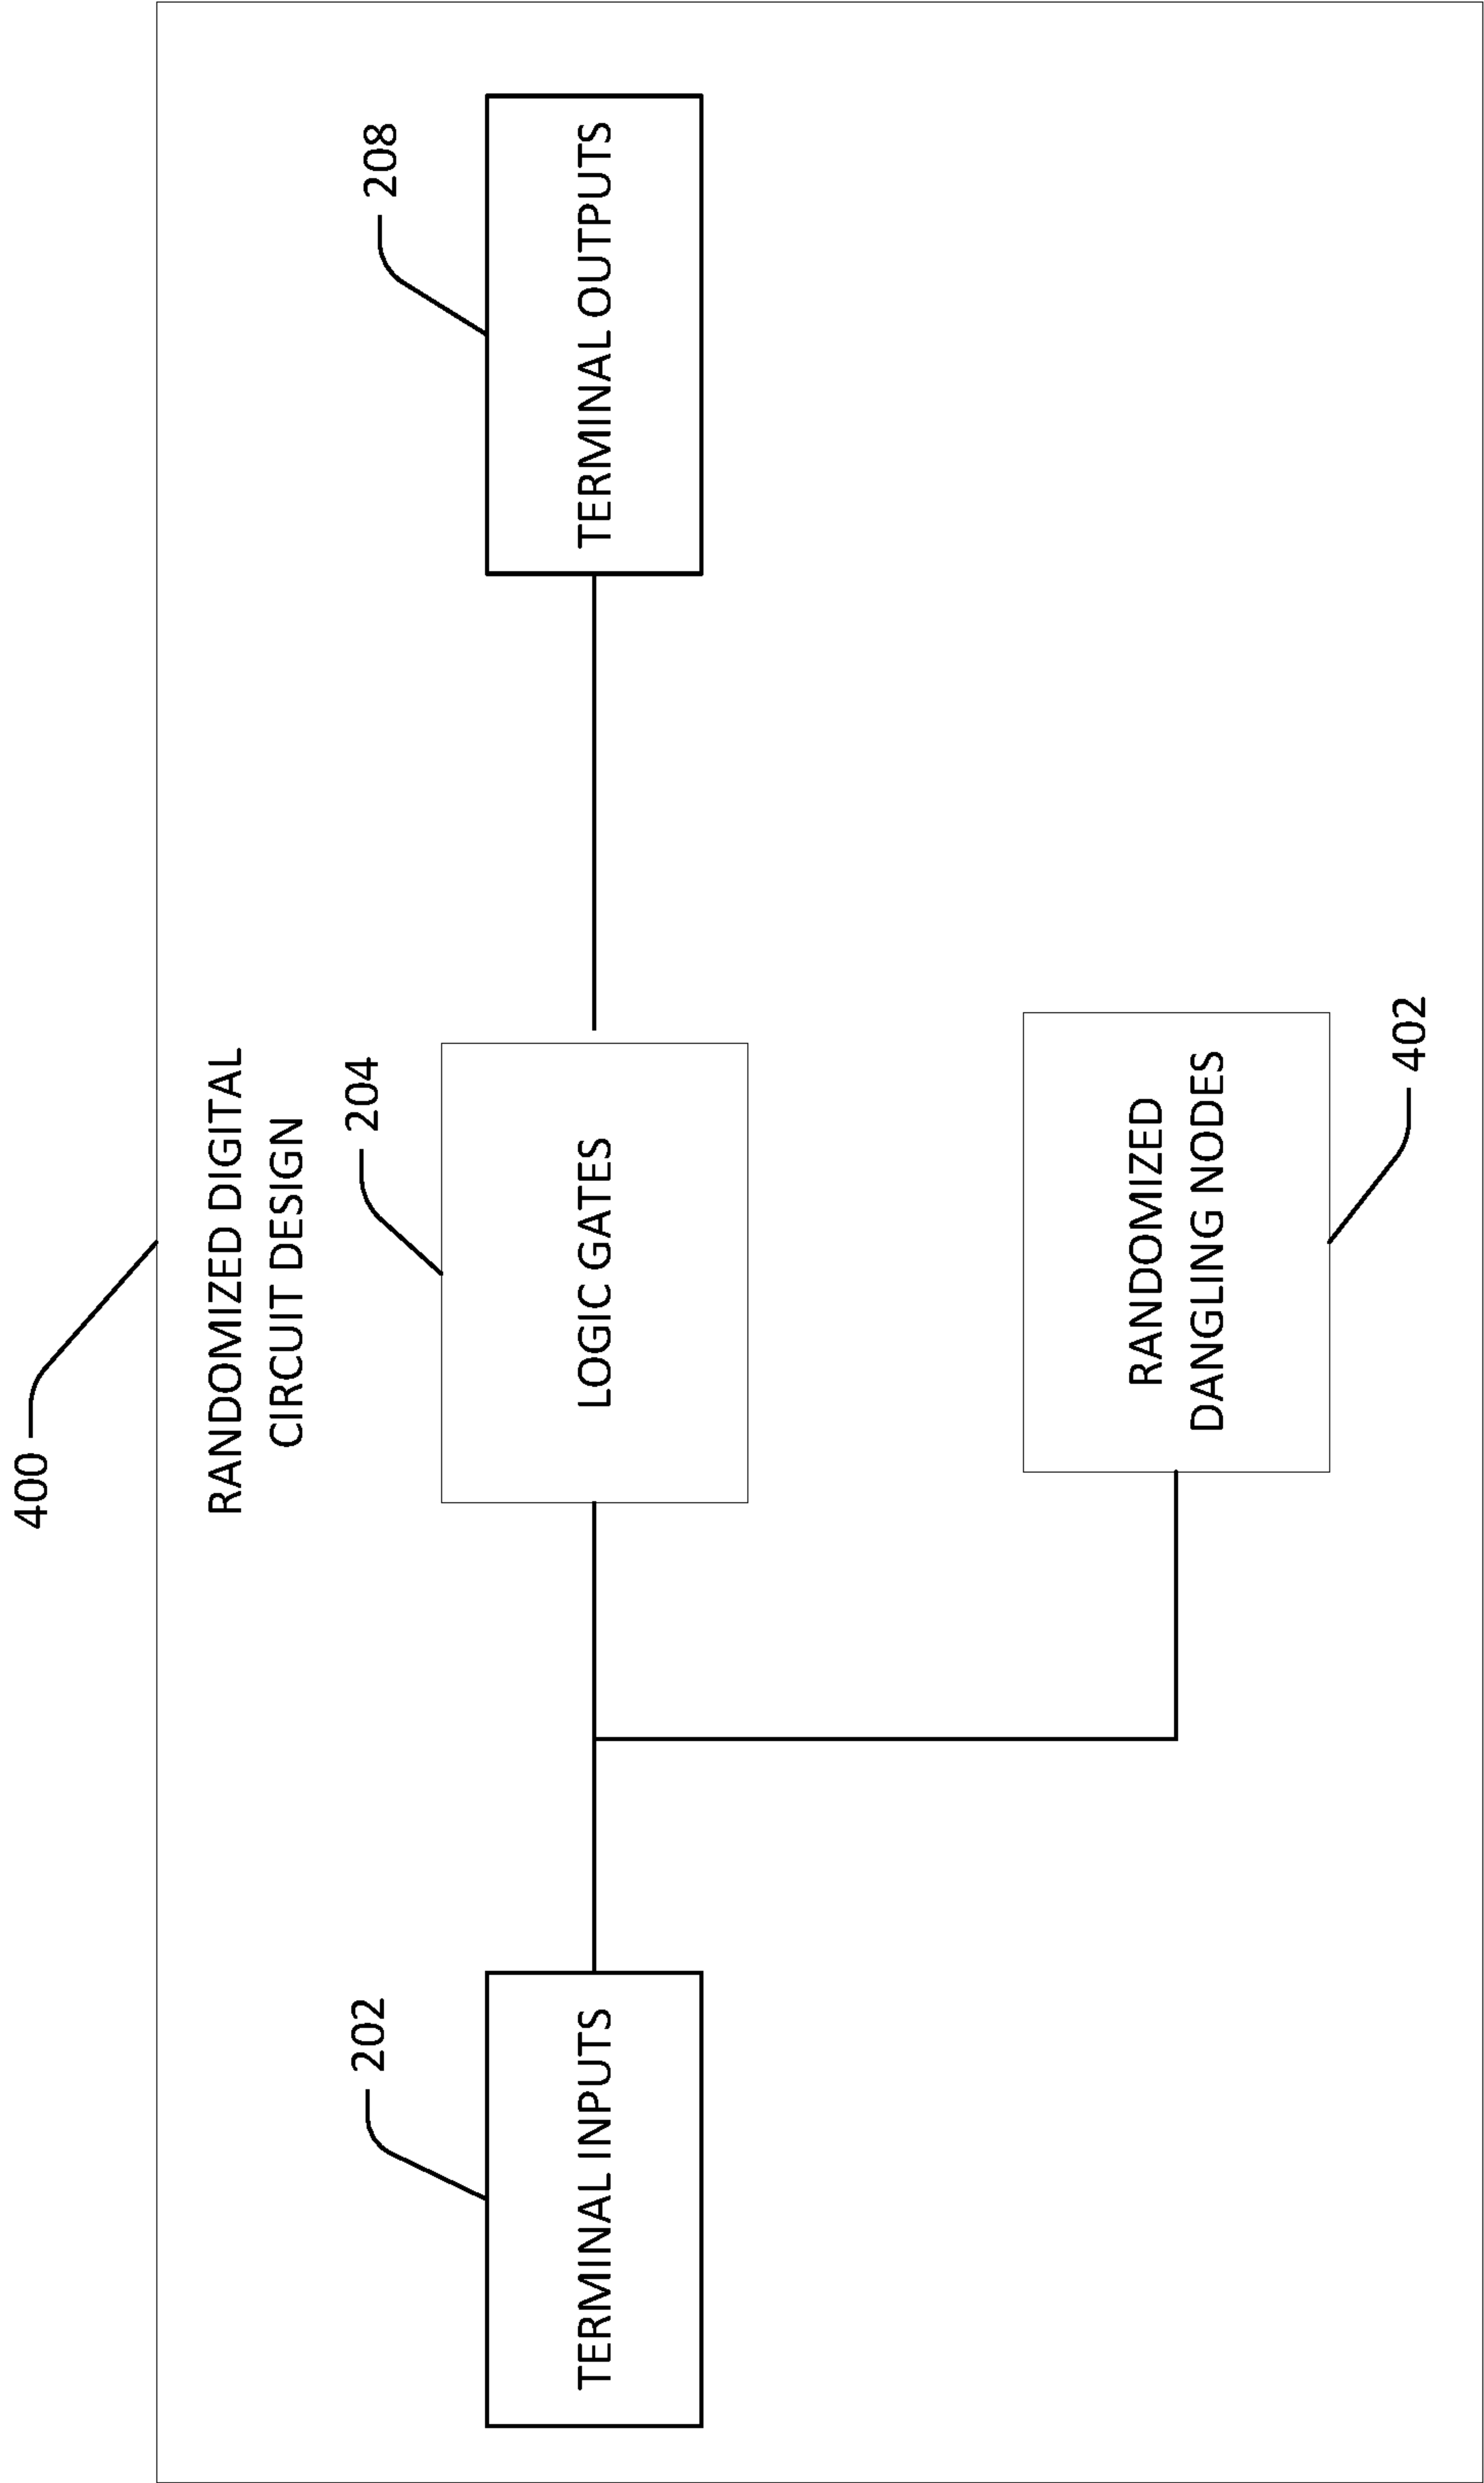 400
RANDOMIZED DIGITAL
CIRCUIT DESIGN
202
204
208
TERMINAL INPUTS
LOGIC GATES
TERMINAL OUTPUTS
RANDOMIZED
DANGLING NODES
402